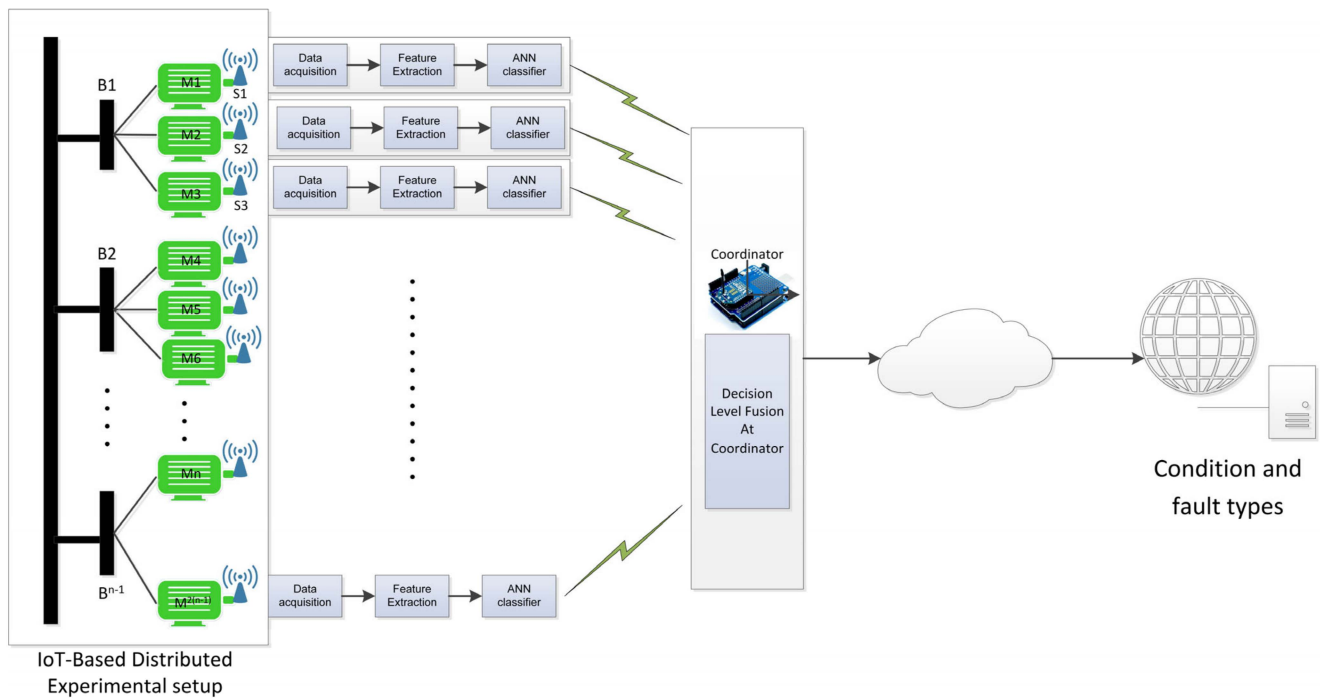 B1
M1
S1
M2
S2
M3
S3
Data
acquisition
Feature
Extraction
ANN
classifier
Data
acquisition
Feature
Extraction
ANN
classifier
Data
acquisition
Feature
Extraction
ANN
classifier
B2
M4
M5
M6
Mn
Bⁿ⁻¹
M²⁽ⁿ⁻¹⁾
Data
acquisition
Feature
Extraction
ANN
classifier
Coordinator
Decision
Level Fusion
At
Coordinator
Condition and
fault types
IoT-Based Distributed
Experimental setup